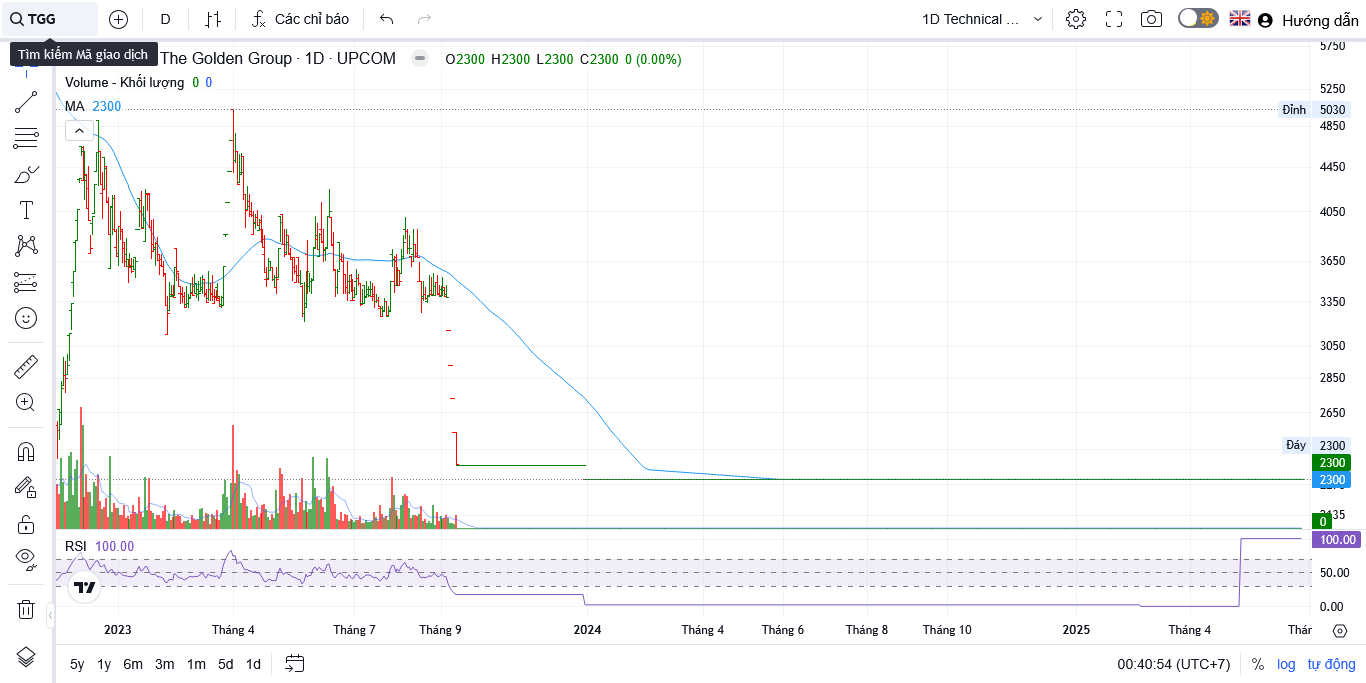 TGG
D
Các chỉ báo
1D Technical ...
Hướng dẫn
Tìm kiếm Mã giao dịch
The Golden Group · 1D · UPCOM
O2300 H2300 L2300 C2300 0 (0.00%)
Volume - Khối lượng 0 0
MA 2300
5750
5250
Đỉnh 5030
4850
4450
4050
3650
3350
3050
2850
2650
Đáy 2300
2300
2300
0
RSI 100.00
100.00
50.00
0.00
2023 Tháng 4 Tháng 7 Tháng 9 2024 Tháng 4 Tháng 6 Tháng 8 Tháng 10 2025 Tháng 4 Thár
5y 1y 6m 3m 1m 5d 1d
00:40:54 (UTC+7) % log tự động